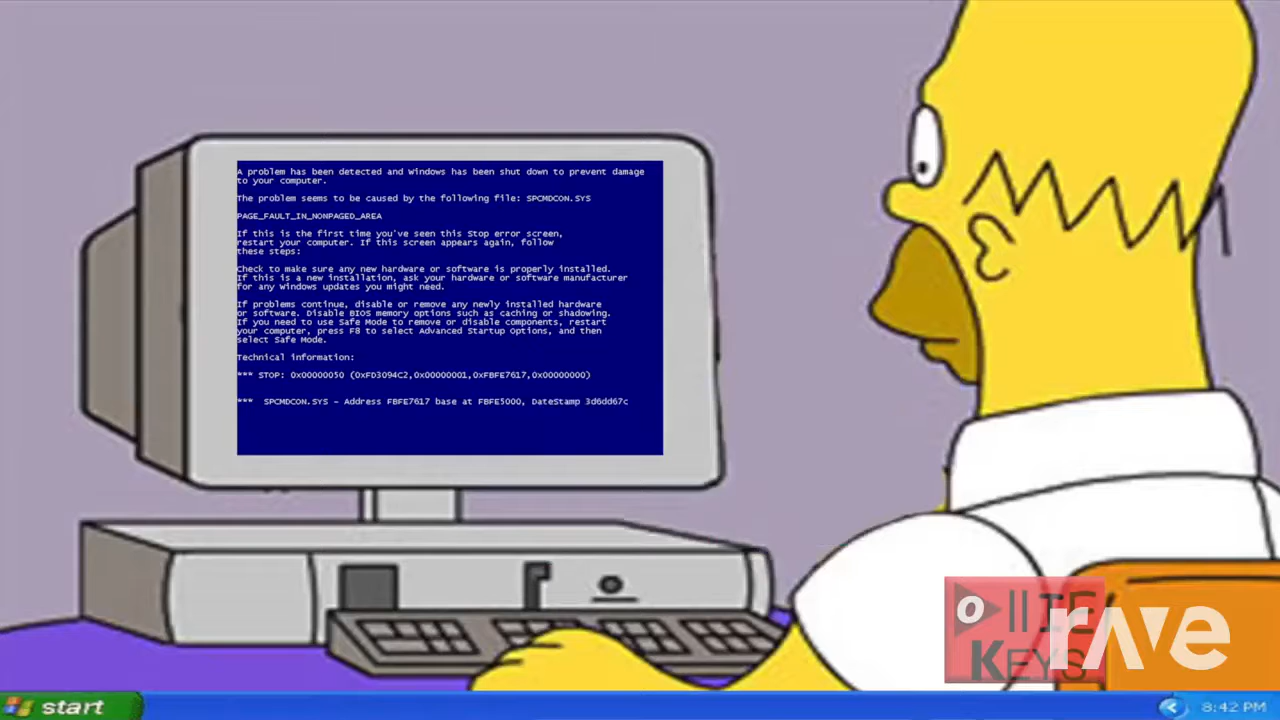 A problem has been detected and Windows has been shut down to prevent damage
to your computer.
The problem seems to be caused by the following file: SPCMDCON.SYS
PAGE_FAULT_IN_NONPAGED_AREA
If this is the first time you've seen this Stop error screen,
restart your computer. If this screen appears again, follow
these steps:
Check to make sure any new hardware or software is properly installed.
If this is a new installation, ask your hardware or software manufacturer
for any Windows updates you might need.
If problems continue, disable or remove any newly installed hardware
or software. Disable BIOS memory options such as caching or shadowing.
If you need to use Safe Mode to remove or disable components, restart
your computer, press F8 to select Advanced Startup Options, and then
select Safe Mode.
Technical information:
*** STOP: 0x00000050 (0xFD3094C2,0x00000001,0xFBFE7617,0x00000000)
*** SPCMDCON.SYS - Address FBFE7617 base at FBFE5000, DateStamp 3d6dd67c
KEYS
rave
start
8:42 PM